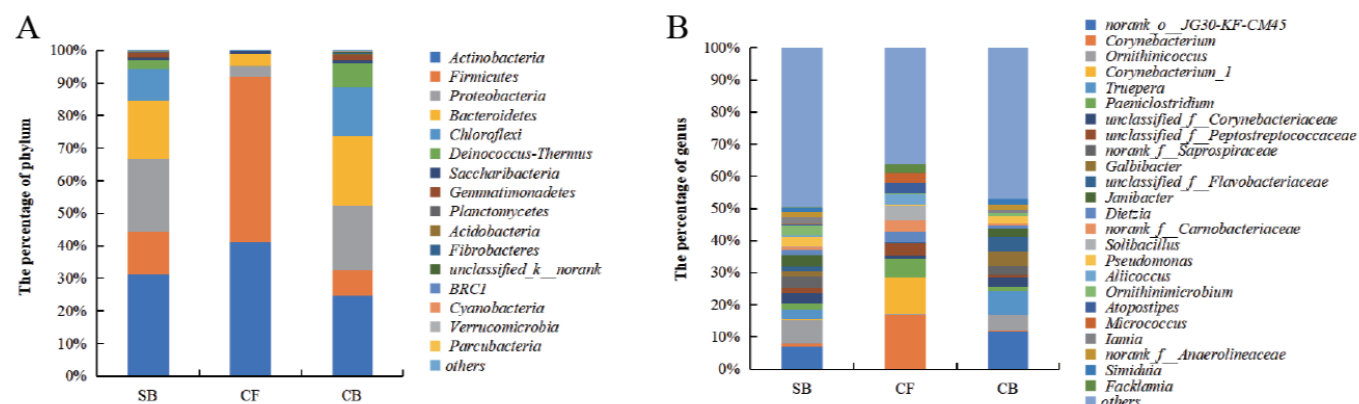 A
The percentage of phylum
100%
90%
80%
70%
60%
50%
40%
30%
20%
10%
0%
SB
CF
CB
Actinobacteria
Firmicutes
Proteobacteria
Bacteroidetes
Chloroflexi
Deinococcus-Thermus
Saccharibacteria
Gemmatimonadetes
Planctomycetes
Acidobacteria
Fibrobacteres
unclassified_k__norank
BRC1
Cyanobacteria
Verrucomicrobia
Parcubacteria
others
B
The percentage of genus
100%
90%
80%
70%
60%
50%
40%
30%
20%
10%
0%
SB
CF
CB
norank_o__JG30-KF-CM45
Corynebacterium
Ornithinicoccus
Corynebacterium_1
Truepera
Paeniclostridium
unclassified_f__Corynebacteriaceae
unclassified_f__Peptostreptococcaceae
norank_f__Saprospiraceae
Galbibacter
unclassified_f__Flavobacteriaceae
Janibacter
Dietzia
norank_f__Carnobacteriaceae
Solibacillus
Pseudomonas
Aliicoccus
Ornithinimicrobium
Atopostipes
Micrococcus
Iamia
norank_f__Anaerolineaceae
Simiduia
Facklamia
others